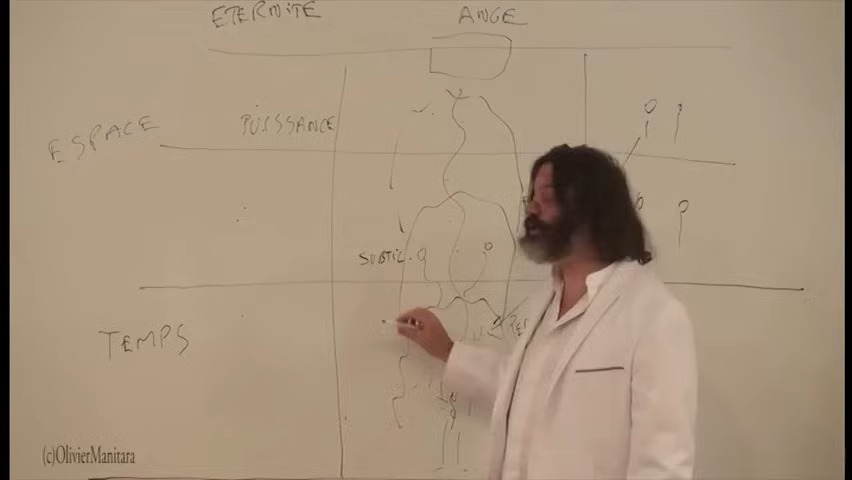 ETERNITE
ANGE
ESPACE
PUISSANCE
SUBTIL
TEMPS
(c)OlivierManitara